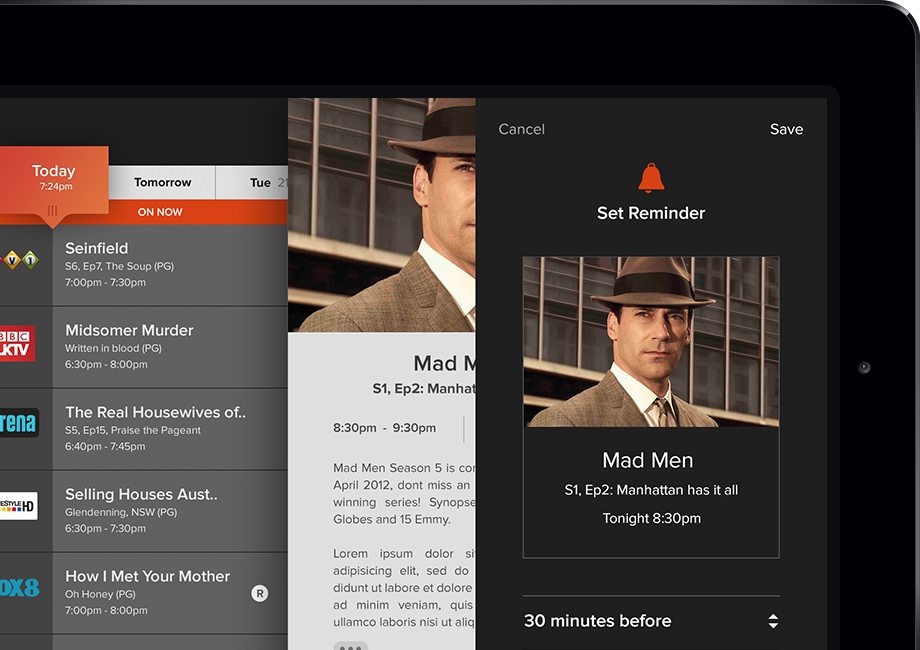 Cancel
Save
Set Reminder
Today
7:24pm
Tomorrow
Tue 21
ON NOW
V 1
Seinfield
S6, Ep7, The Soup (PG)
7:00pm - 7:30pm
BBC
UKTV
Midsomer Murder
Written in blood (PG)
6:30pm - 8:00pm
rena
The Real Housewives of..
S5, Ep15, Praise the Pageant
6:40pm - 7:45pm
ESTYLE HD
Selling Houses Aust..
Glendenning, NSW (PG)
6:30pm - 7:30pm
OX8
How I Met Your Mother
Oh Honey (PG)
7:00pm - 8:00pm
R
Mad M
S1, Ep2: Manhat
8:30pm - 9:30pm
Mad Men Season 5 is con
April 2012, dont miss an
winning series! Synopse
Globes and 15 Emmy.
Lorem ipsum dolor sit
adipisicing elit, sed do
didunt ut labore et dolore
ad minim veniam, quis
ullamco laboris nisi ut aliq
Mad Men
S1, Ep2: Manhattan has it all
Tonight 8:30pm
30 minutes before